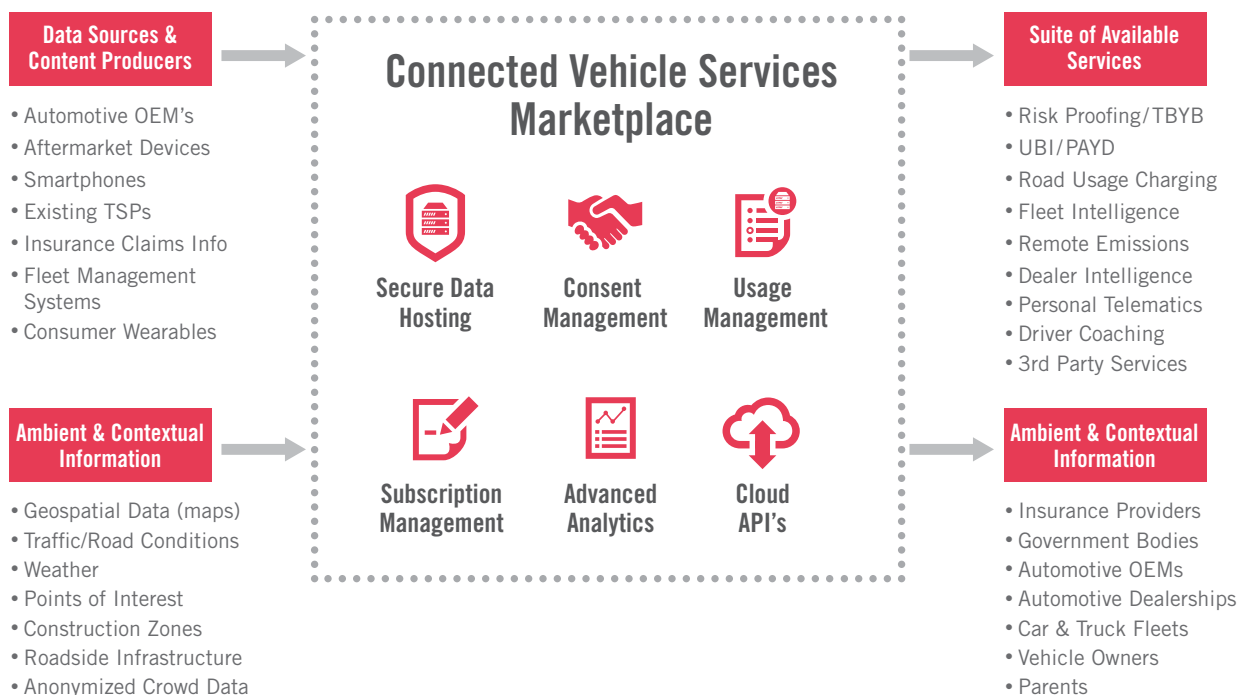 Data Sources &
Content Producers
• Automotive OEM's
• Aftermarket Devices
• Smartphones
• Existing TSPs
• Insurance Claims Info
• Fleet Management
Systems
• Consumer Wearables
Ambient & Contextual
Information
• Geospatial Data (maps)
• Traffic/Road Conditions
• Weather
• Points of Interest
• Construction Zones
• Roadside Infrastructure
• Anonymized Crowd Data
Connected Vehicle Services
Marketplace
Secure Data
Hosting
Consent
Management
Usage
Management
Subscription
Management
Advanced
Analytics
Cloud
API's
Suite of Available
Services
• Risk Proofing/TBYB
• UBI/PAYD
• Road Usage Charging
• Fleet Intelligence
• Remote Emissions
• Dealer Intelligence
• Personal Telematics
• Driver Coaching
• 3rd Party Services
Ambient & Contextual
Information
• Insurance Providers
• Government Bodies
• Automotive OEMs
• Automotive Dealerships
• Car & Truck Fleets
• Vehicle Owners
• Parents